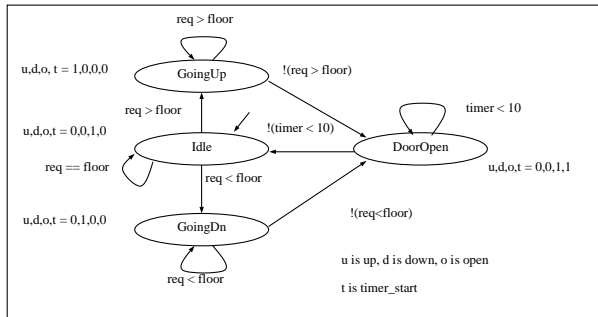 req > floor
u,d,o, t = 1,0,0,0
GoingUp
!(req > floor)
req > floor
timer < 10
u,d,o,t = 0,0,1,0
!(timer < 10)
Idle
DoorOpen
req == floor
req < floor
u,d,o,t = 0,0,1,1
u,d,o,t = 0,1,0,0
GoingDn
!(req<floor)
req < floor
u is up, d is down, o is open
t is timer_start